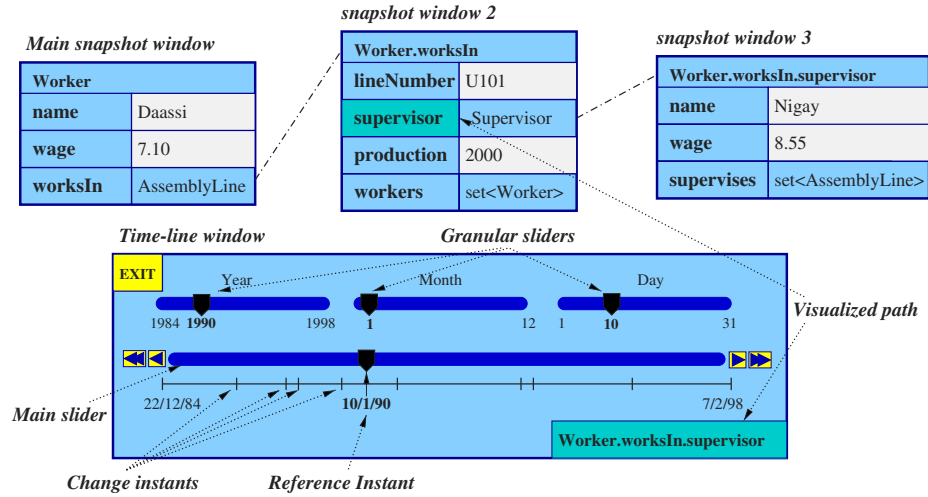 snapshot window 2
Main snapshot window
snapshot window 3
Worker
name Daassi
wage 7.10
worksIn AssemblyLine
Worker.worksIn
lineNumber U101
supervisor Supervisor
production 2000
workers set<Worker>
Worker.worksIn.supervisor
name Nigay
wage 8.55
supervises set<AssemblyLine>
Time-line window
Granular sliders
EXIT
Year Month Day
1984 1990 1998 1 12 1 10 31
Visualized path
Main slider
22/12/84 10/1/90 7/2/98
Worker.worksIn.supervisor
Change instants
Reference Instant